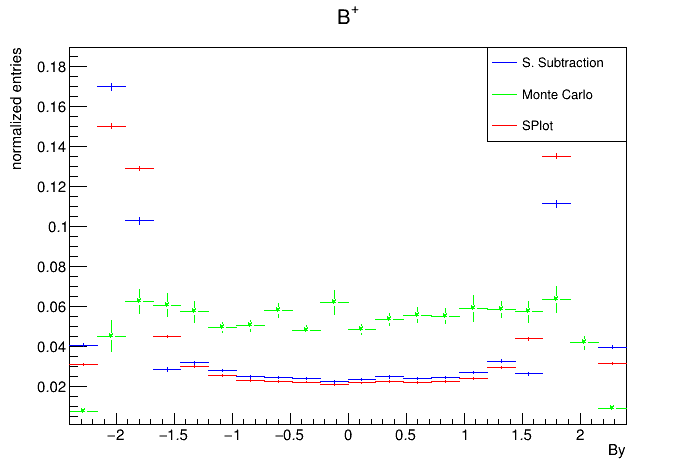 B+
normalized entries
0.18
0.16
0.14
0.12
0.1
0.08
0.06
0.04
0.02
S. Subtraction
Monte Carlo
SPlot
−2 −1.5 −1 −0.5 0 0.5 1 1.5 2
By